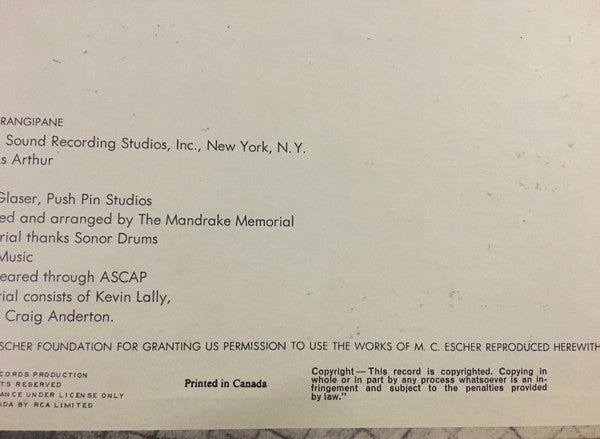 RANGIPANE
Sound Recording Studios, Inc., New York, N.Y.
s Arthur
Glaser, Push Pin Studios
ed and arranged by The Mandrake Memorial
rial thanks Sonor Drums
Music
eared through ASCAP
rial consists of Kevin Lally,
Craig Anderton.
SCHER FOUNDATION FOR GRANTING US PERMISSION TO USE THE WORKS OF M. C. ESCHER REPRODUCED HEREWITH
CORDS PRODUCTION
TS RESERVED
ANCE UNDER LICENSE ONLY
ADA BY RCA LIMITED
Printed in Canada
Copyright — This record is copyrighted. Copying in
whole or in part by any process whatsoever is an in-
fringement and subject to the penalties provided
by law."